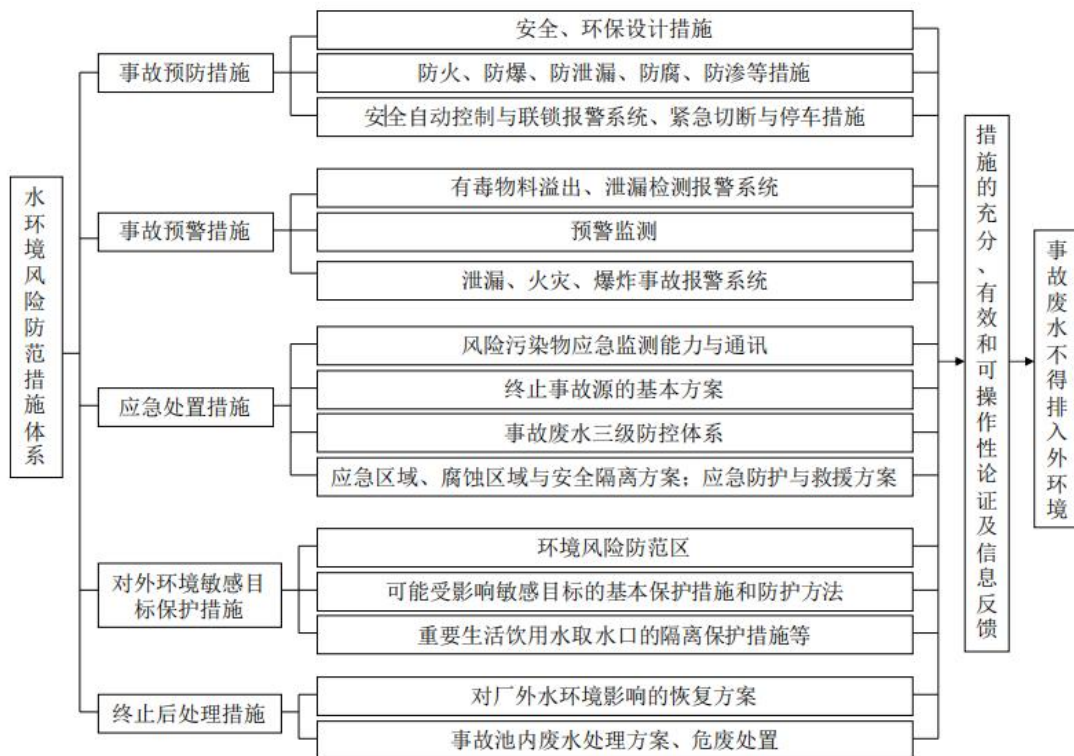 水环境风险防范措施体系
事故预防措施
安全、环保设计措施
防火、防爆、防泄漏、防腐、防渗等措施
安全自动控制与联锁报警系统、紧急切断与停车措施
事故预警措施
有毒物料溢出、泄漏检测报警系统
预警监测
泄漏、火灾、爆炸事故报警系统
应急处置措施
风险污染物应急监测能力与通讯
终止事故源的基本方案
事故废水三级防控体系
应急区域、腐蚀区域与安全隔离方案；应急防护与救援方案
对外环境敏感目
标保护措施
环境风险防范区
可能受影响敏感目标的基本保护措施和防护方法
重要生活饮用水取水口的隔离保护措施等
终止后处理措施
对厂外水环境影响的恢复方案
事故池内废水处理方案、危废处置
措施的充分、有效和可操作性论证及信息反馈
事故废水不得排入外环境